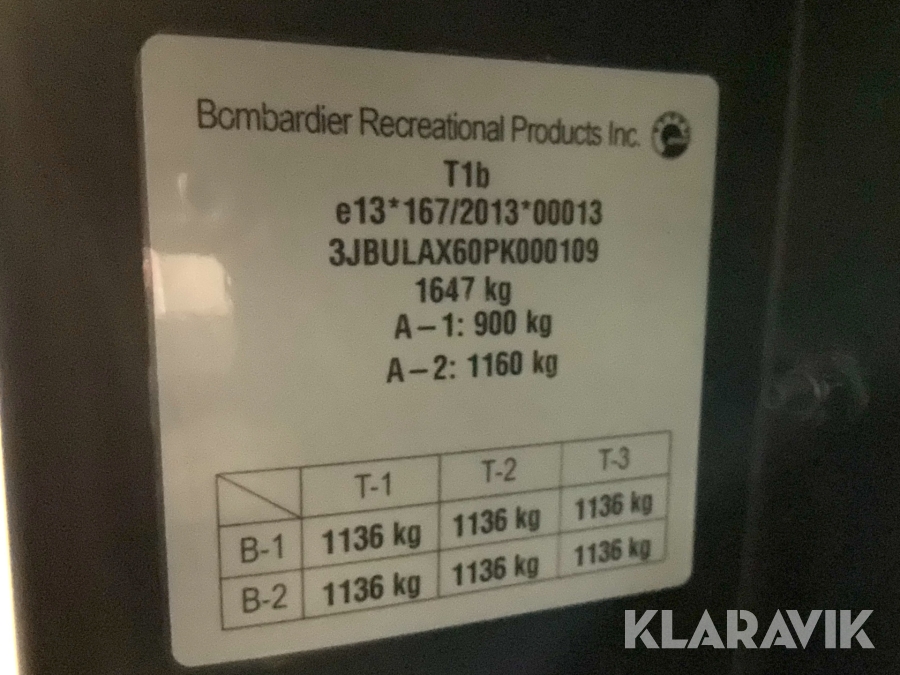 Bombardier Recreational Products Inc.
T1b
e13*167/2013*00013
3JBULAX60PK000109
1647 kg
A–1: 900 kg
A–2: 1160 kg
T-1 T-2 T-3
B-1 1136 kg 1136 kg 1136 kg
B-2 1136 kg 1136 kg 1136 kg
KLARAVIK